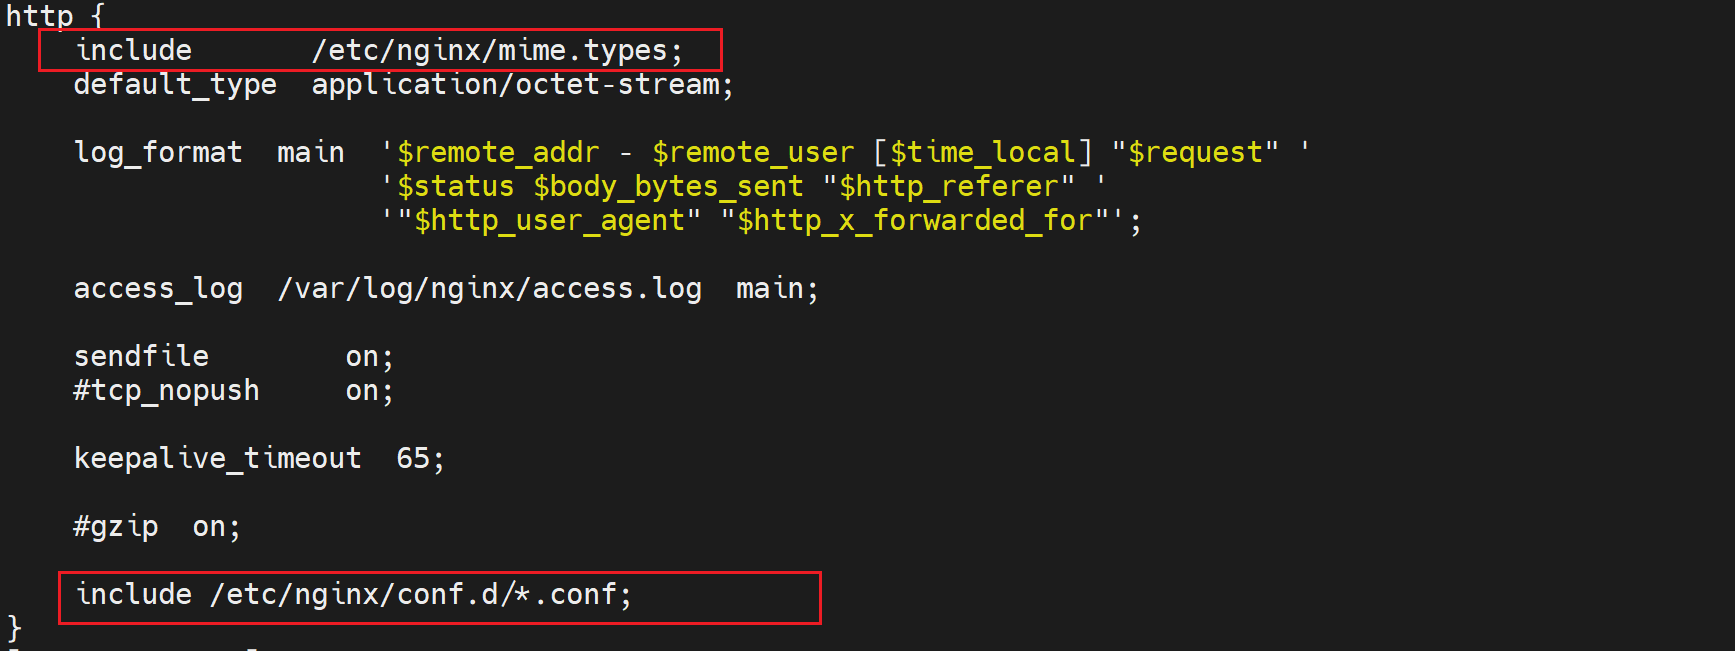 http {
    include       /etc/nginx/mime.types;
    default_type  application/octet-stream;
    log_format  main  '$remote_addr - $remote_user [$time_local] "$request" '
                      '$status $body_bytes_sent "$http_referer" '
                      '"$http_user_agent" "$http_x_forwarded_for"';
    access_log  /var/log/nginx/access.log  main;
    sendfile        on;
    #tcp_nopush     on;
    keepalive_timeout  65;
    #gzip  on;
    include /etc/nginx/conf.d/*.conf;
}